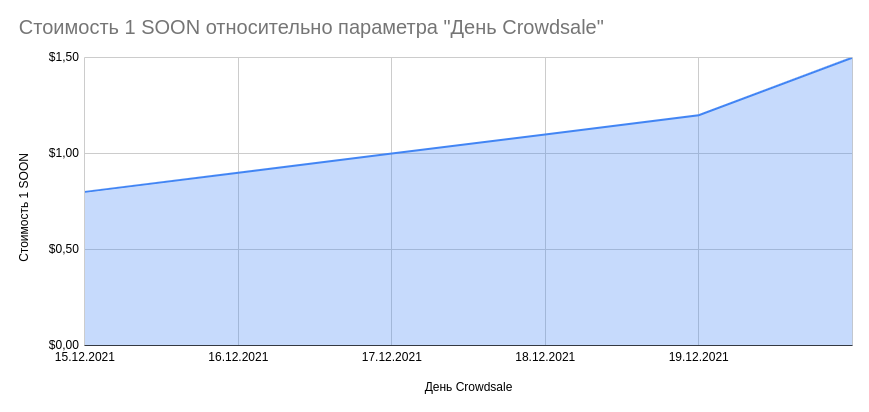 Стоимость 1 SOON относительно параметра "День Crowdsale"
$1,50
$1,00
$0,50
$0,00
Стоимость 1 SOON
15.12.2021 16.12.2021 17.12.2021 18.12.2021 19.12.2021
День Crowdsale